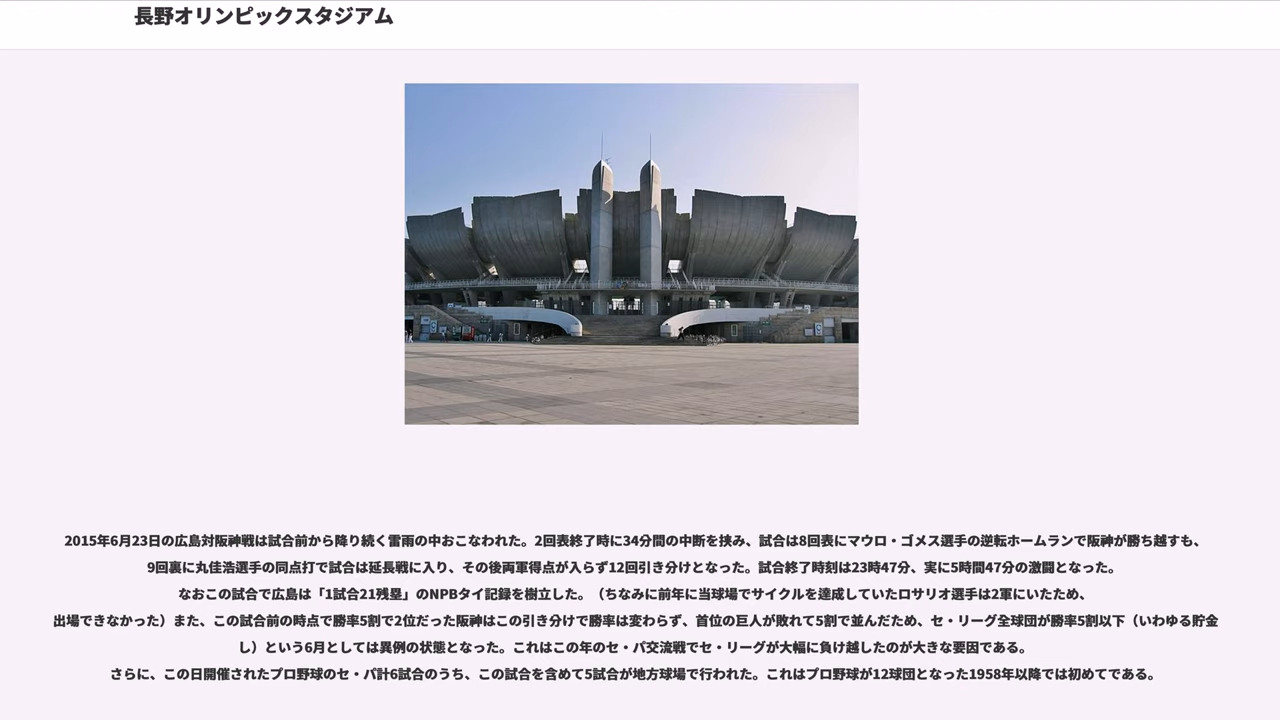 長野オリンピックスタジアム
2015年6月23日の広島対阪神戦は試合前から降り続く雷雨の中おこなわれた。2回表終了時に34分間の中断を挟み、試合は8回表にマウロ・ゴメス選手の逆転ホームランで阪神が勝ち越すも、
9回裏に丸佳浩選手の同点打で試合は延長戦に入り、その後両軍得点が入らず12回引き分けとなった。試合終了時刻は23時47分、実に5時間47分の激闘となった。
なおこの試合で広島は「1試合21残塁」のNPBタイ記録を樹立した。（ちなみに前年に当球場でサイクルを達成していたロサリオ選手は2軍にいたため、
出場できなかった）また、この試合前の時点で勝率5割で2位だった阪神はこの引き分けで勝率は変わらず、首位の巨人が敗れて5割で並んだため、セ・リーグ全球団が勝率5割以下（いわゆる貯金
し）という6月としては異例の状態となった。これはこの年のセ・パ交流戦でセ・リーグが大幅に負け越したのが大きな要因である。
さらに、この日開催されたプロ野球のセ・パ計6試合のうち、この試合を含めて5試合が地方球場で行われた。これはプロ野球が12球団となった1958年以降では初めてである。